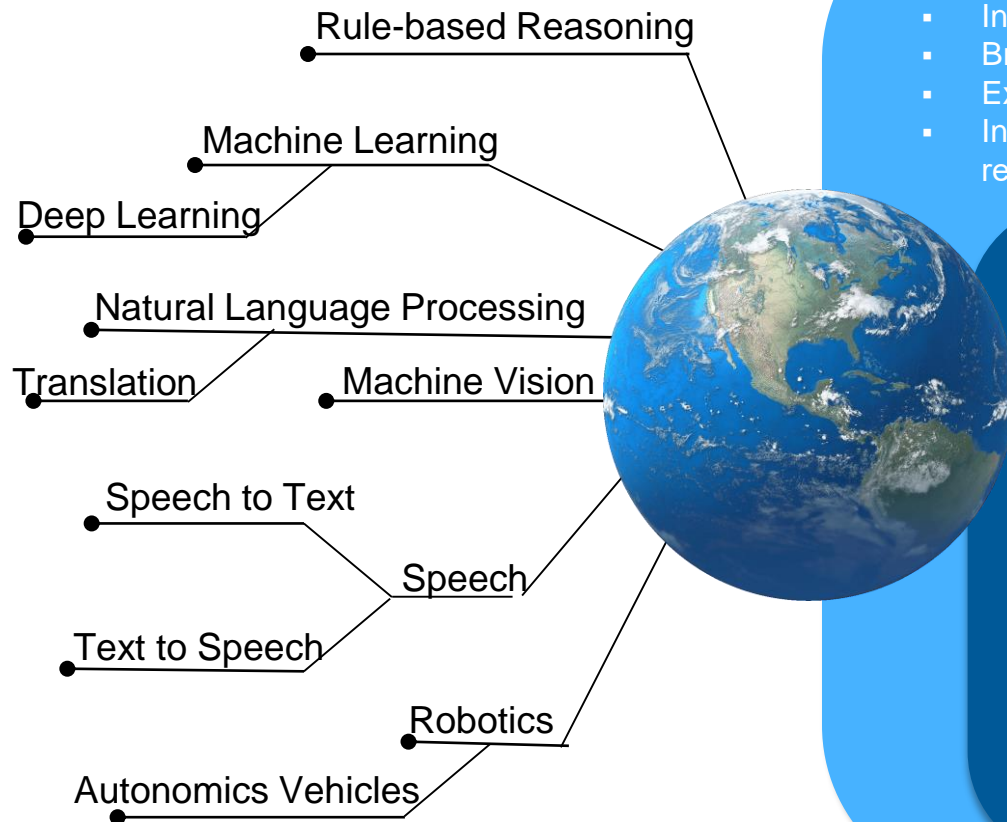 Rule-based Reasoning
Machine Learning
Deep Learning
Natural Language Processing
Translation
Machine Vision
Speech to Text
Speech
Text to Speech
Robotics
Autonomics Vehicles